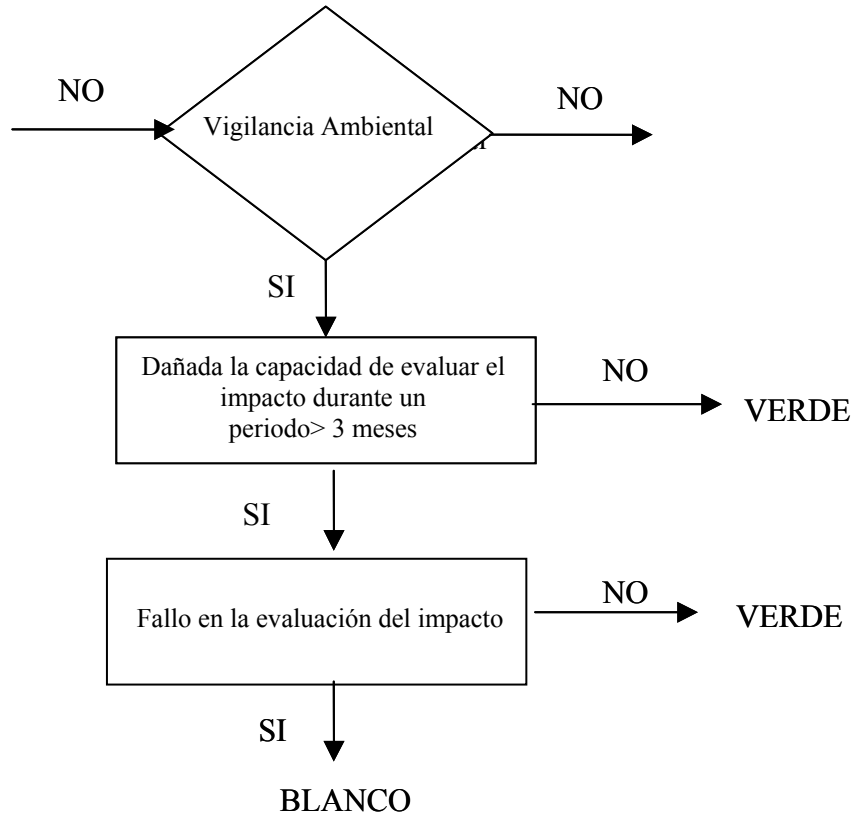 NO
NO
Vigilancia Ambiental
SI
Dañada la capacidad de evaluar el
impacto durante un
periodo> 3 meses
NO
VERDE
SI
Fallo en la evaluación del impacto
NO
VERDE
SI
BLANCO